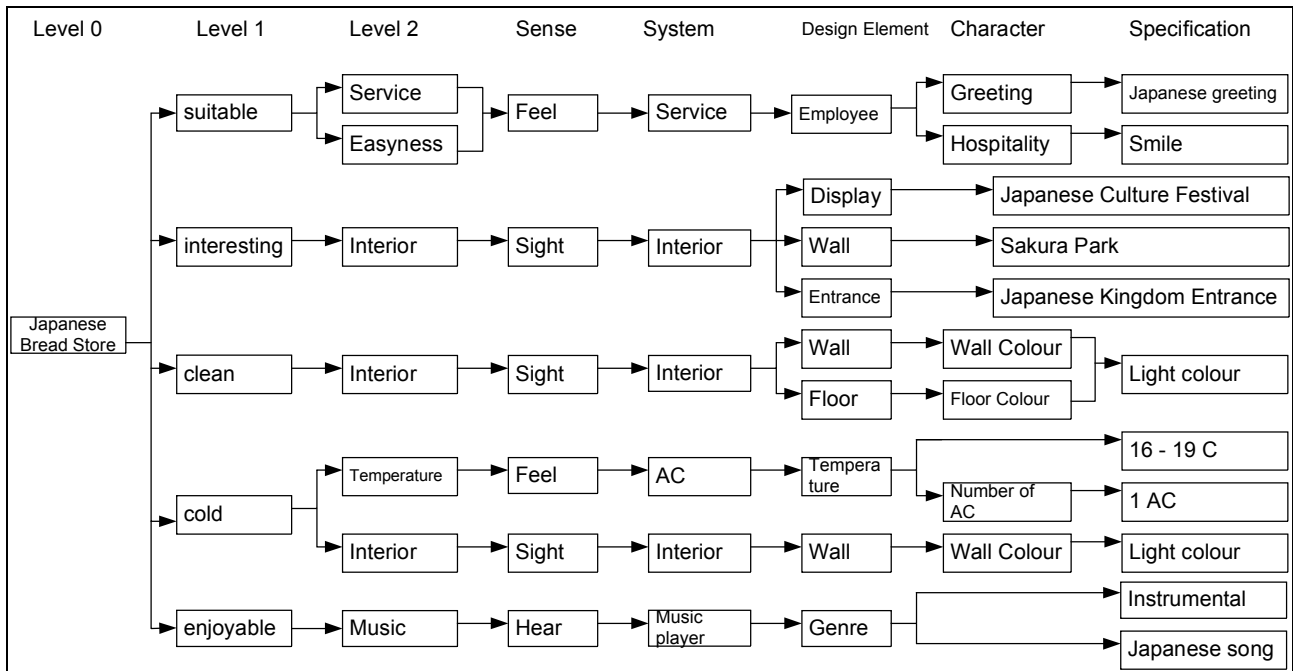 Level 0 Level 1 Level 2 Sense System Design Element Character Specification
suitable
Service
Easyness
Feel
Service
Employee
Greeting
Japanese greeting
Hospitality
Smile
interesting
Interior
Sight
Interior
Display
Japanese Culture Festival
Wall
Sakura Park
Entrance
Japanese Kingdom Entrance
Japanese
Bread Store
clean
Interior
Sight
Interior
Wall
Wall Colour
Floor
Floor Colour
Light colour
cold
Temperature
Feel
AC
Tempera
ture
16 - 19 C
Number of
AC
1 AC
Interior
Sight
Interior
Wall
Wall Colour
Light colour
enjoyable
Music
Hear
Music
player
Genre
Instrumental
Japanese song